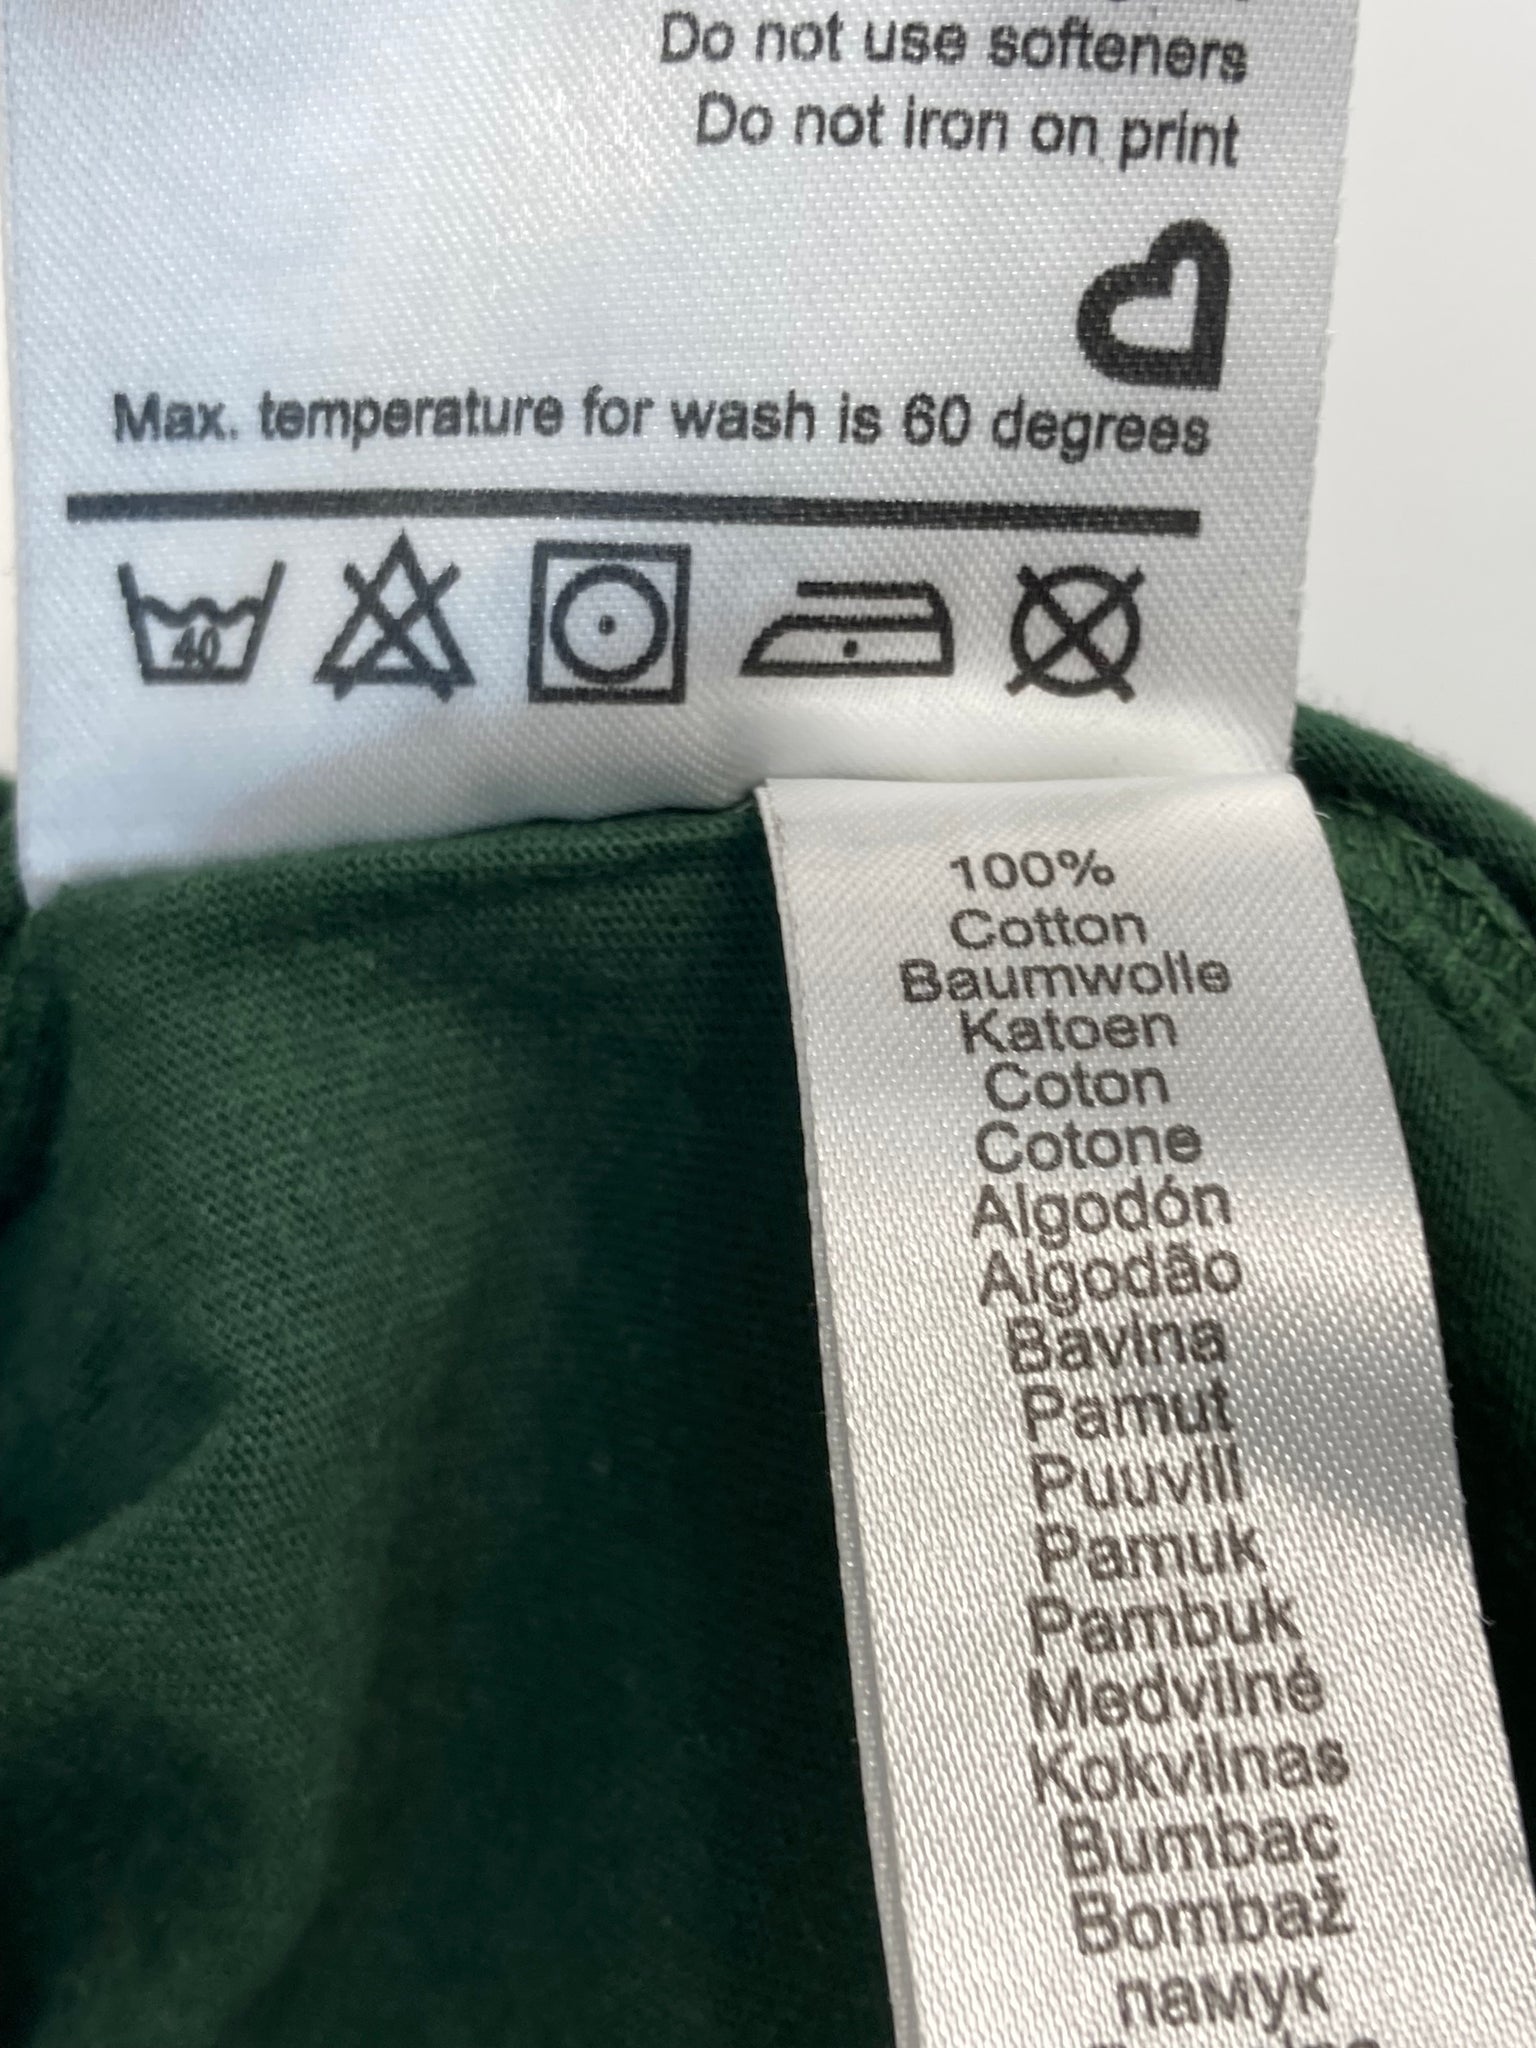 Do not use softeners
Do not iron on print
Max. temperature for wash is 60 degrees
40
100%
Cotton
Baumwolle
Katoen
Coton
Cotone
Algodón
Algodão
Bavlna
Pamut
Puuvill
Pamuk
Pambuk
Medvilné
Kokvilnas
Bumbac
Bombaž
памук